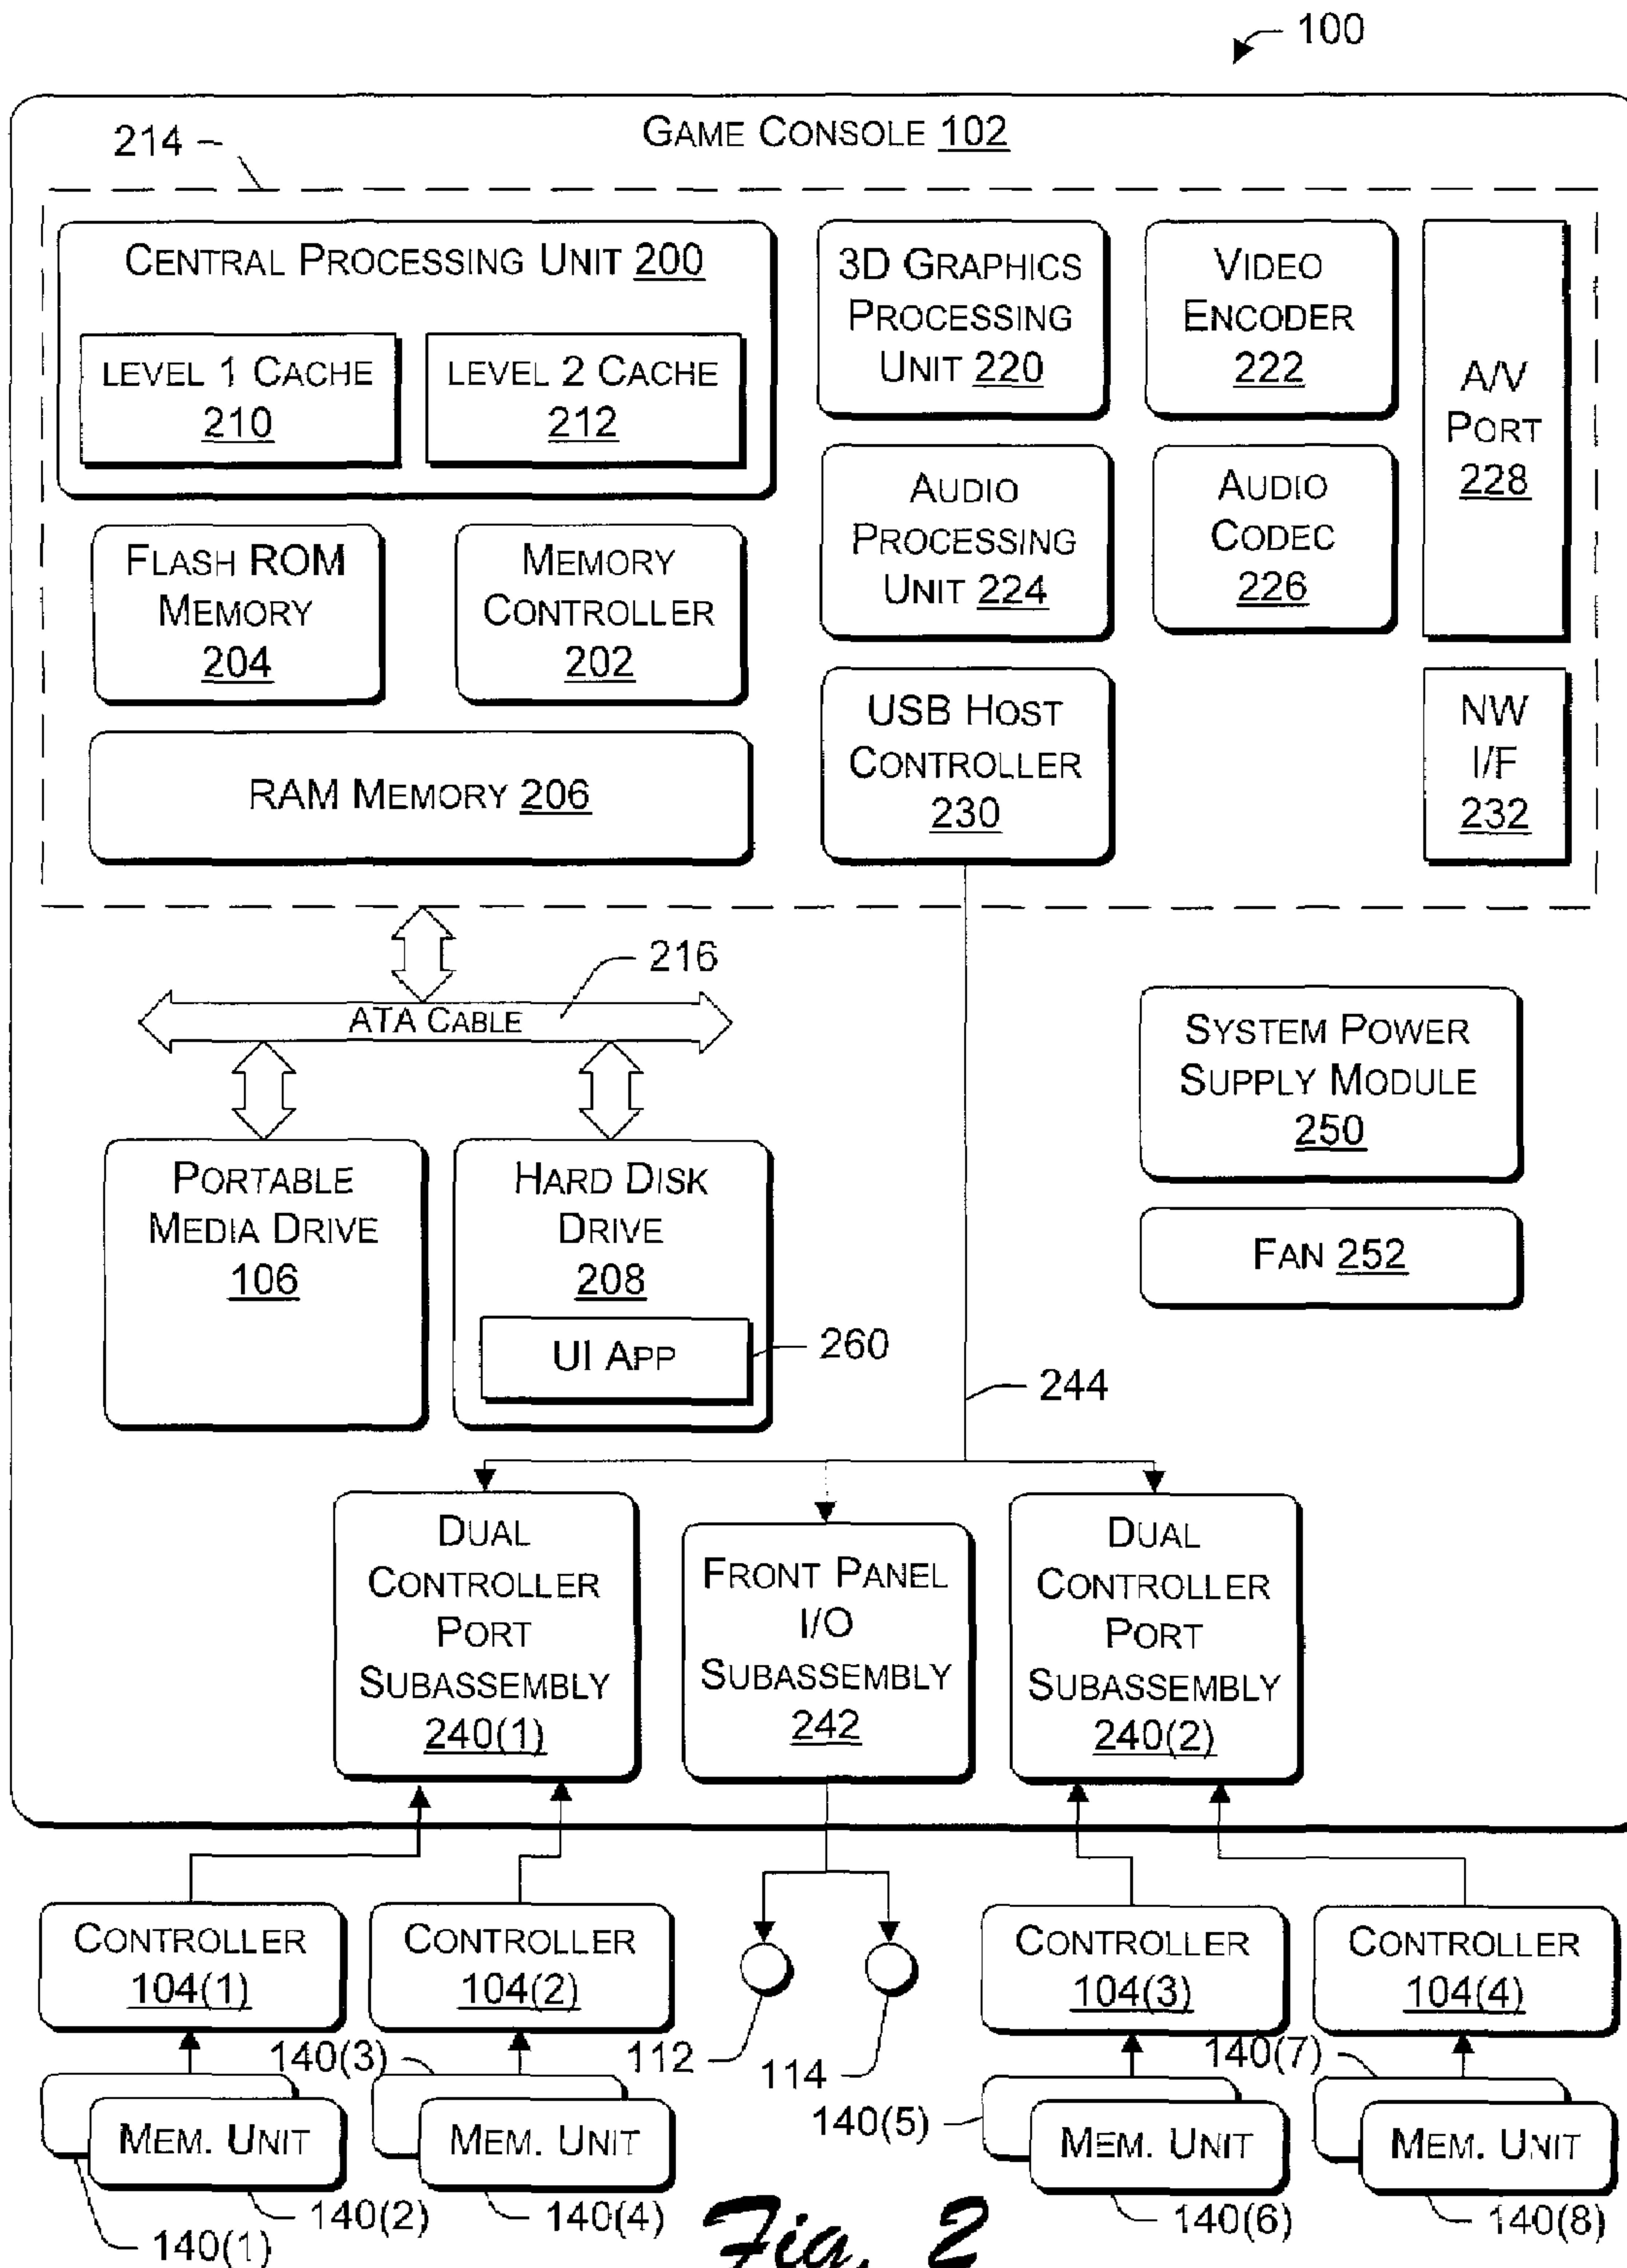 100
GAME CONSOLE 102
214
CENTRAL PROCESSING UNIT 200
LEVEL 1 CACHE
210
LEVEL 2 CACHE
212
3D GRAPHICS
PROCESSING
UNIT 220
VIDEO
ENCODER
222
A/V
PORT
228
AUDIO
PROCESSING
UNIT 224
AUDIO
CODEC
226
FLASH ROM
MEMORY
204
MEMORY
CONTROLLER
202
USB HOST
CONTROLLER
230
NW
I/F
232
RAM MEMORY 206
216
ATA CABLE
SYSTEM POWER
SUPPLY MODULE
250
PORTABLE
MEDIA DRIVE
106
HARD DISK
DRIVE
208
UI APP
260
FAN 252
244
DUAL
CONTROLLER
PORT
SUBASSEMBLY
240(1)
FRONT PANEL
I/O
SUBASSEMBLY
242
DUAL
CONTROLLER
PORT
SUBASSEMBLY
240(2)
CONTROLLER
104(1)
CONTROLLER
104(2)
CONTROLLER
104(3)
CONTROLLER
104(4)
140(3)
112
114
140(7)
140(5)
MEM. UNIT
MEM. UNIT
MEM. UNIT
MEM. UNIT
140(1)
140(2)
140(4)
140(6)
140(8)
Fig. 2